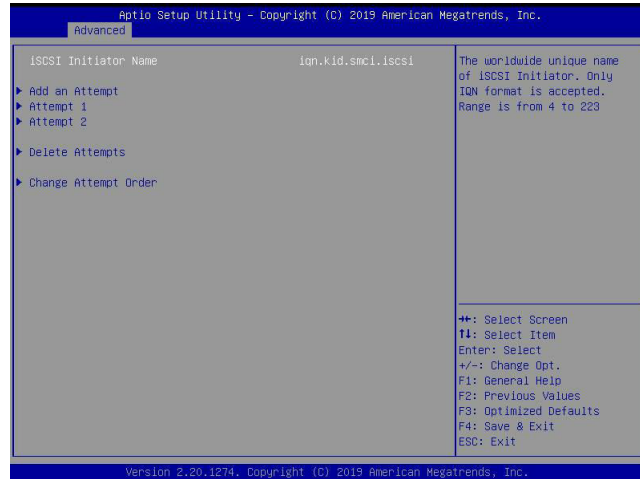 Aptio Setup Utility – Copyright (C) 2019 American Megatrends, Inc.
Advanced
iSCSI Initiator Name iqn.kid.smci.iscsi
Add an Attempt
Attempt 1
Attempt 2
Delete Attempts
Change Attempt Order
The worldwide unique name
of iSCSI Initiator. Only
IQN format is accepted.
Range is from 4 to 223
→←: Select Screen
↑↓: Select Item
Enter: Select
+/-: Change Opt.
F1: General Help
F2: Previous Values
F3: Optimized Defaults
F4: Save & Exit
ESC: Exit
Version 2.20.1274. Copyright (C) 2019 American Megatrends, Inc.